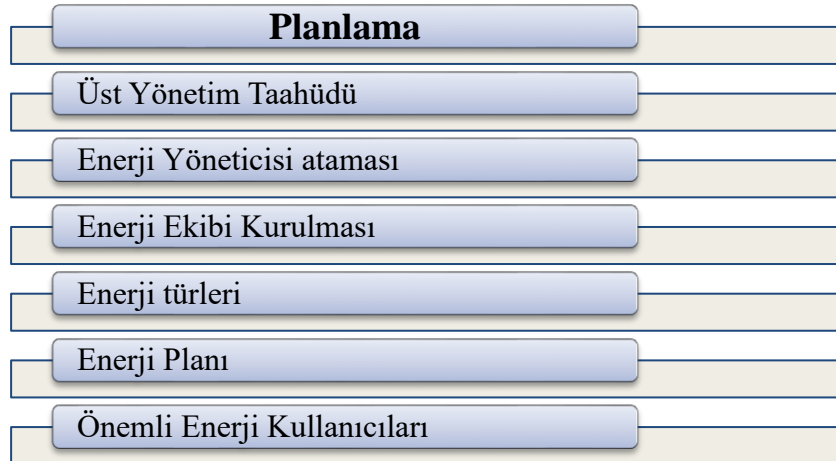 Planlama
Üst Yönetim Taahüdü
Enerji Yöneticisi ataması
Enerji Ekibi Kurulması
Enerji türleri
Enerji Planı
Önemli Enerji Kullanıcıları